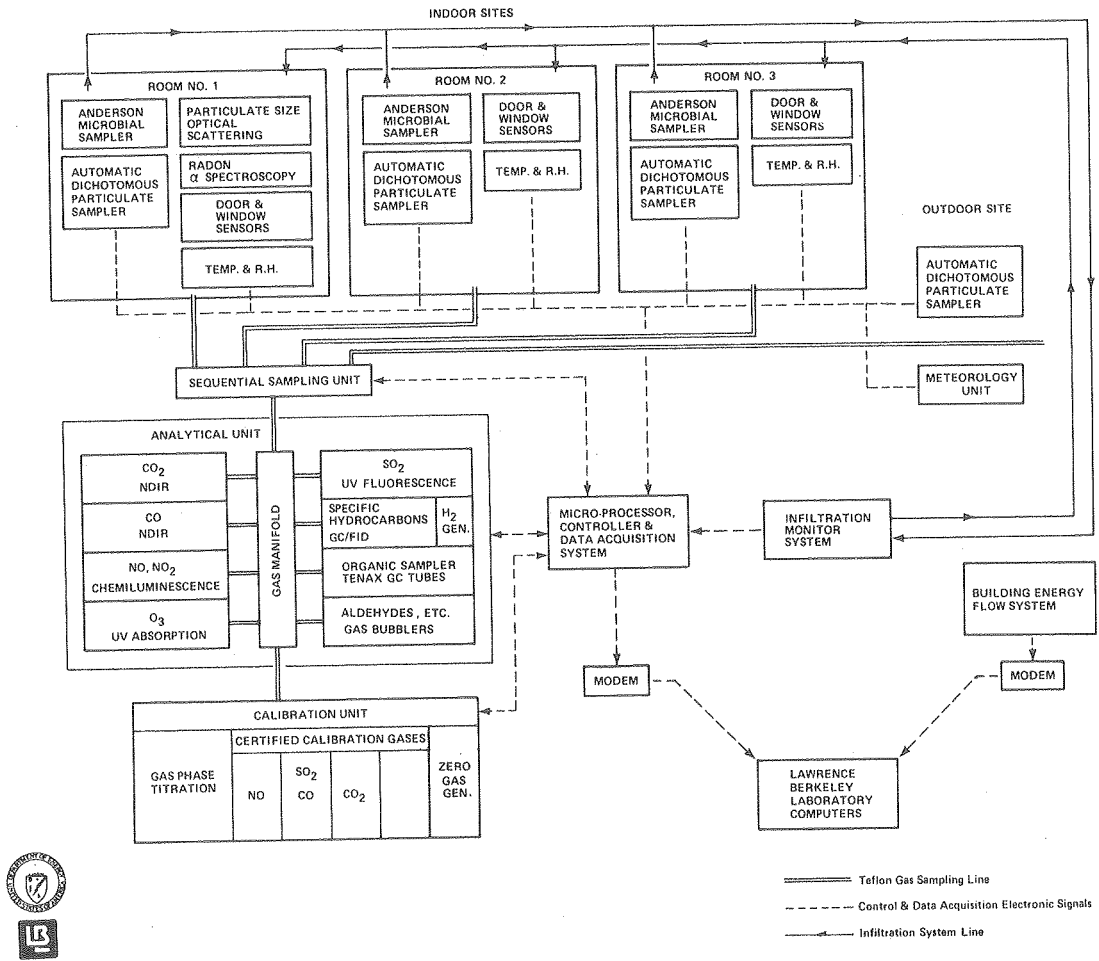 INDOOR SITES
ROOM NO. 1
ANDERSON
MICROBIAL
SAMPLER
PARTICULATE SIZE
OPTICAL
SCATTERING
AUTOMATIC
DICHOTOMOUS
PARTICULATE
SAMPLER
RADON
α SPECTROSCOPY
DOOR &
WINDOW
SENSORS
TEMP. & R.H.
ROOM NO. 2
ANDERSON
MICROBIAL
SAMPLER
DOOR &
WINDOW
SENSORS
AUTOMATIC
DICHOTOMOUS
PARTICULATE
SAMPLER
TEMP. & R.H.
ROOM NO. 3
ANDERSON
MICROBIAL
SAMPLER
DOOR &
WINDOW
SENSORS
AUTOMATIC
DICHOTOMOUS
PARTICULATE
SAMPLER
TEMP. & R.H.
OUTDOOR SITE
AUTOMATIC
DICHOTOMOUS
PARTICULATE
SAMPLER
METEOROLOGY
UNIT
SEQUENTIAL SAMPLING UNIT
ANALYTICAL UNIT
CO2
NDIR
CO
NDIR
NO, NO2
CHEMILUMINESCENCE
O3
UV ABSORPTION
GAS MANIFOLD
SO2
UV FLUORESCENCE
SPECIFIC
HYDROCARBONS
GC/FID
H2
GEN.
ORGANIC SAMPLER
TENAX GC TUBES
ALDEHYDES, ETC.
GAS BUBBLERS
MICRO-PROCESSOR,
CONTROLLER &
DATA ACQUISITION
SYSTEM
INFILTRATION
MONITOR
SYSTEM
BUILDING ENERGY
FLOW SYSTEM
MODEM
MODEM
CALIBRATION UNIT
GAS PHASE
TITRATION
CERTIFIED CALIBRATION GASES
NO
SO2
CO
CO2
ZERO
GAS
GEN.
LAWRENCE
BERKELEY
LABORATORY
COMPUTERS
Teflon Gas Sampling Line
Control & Data Acquisition Electronic Signals
Infiltration System Line